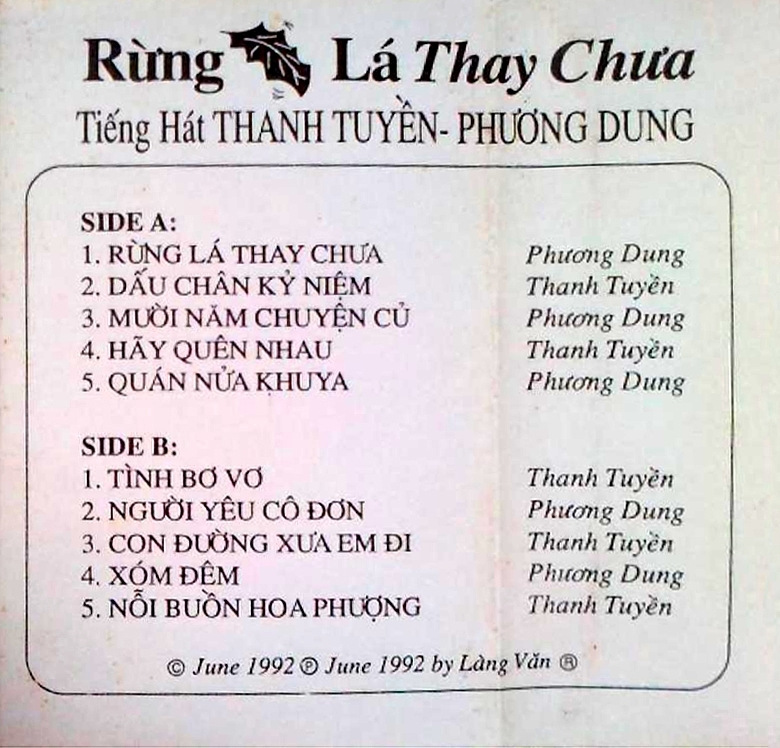 Rừng Lá Thay Chưa
Tiếng Hát THANH TUYỀN- PHƯƠNG DUNG
SIDE A:
1. RỪNG LÁ THAY CHƯA Phương Dung
2. DẤU CHÂN KỶ NIỆM Thanh Tuyền
3. MƯỜI NĂM CHUYỆN CỦ Phương Dung
4. HÃY QUÊN NHAU Thanh Tuyền
5. QUÁN NỬA KHUYA Phương Dung
SIDE B:
1. TÌNH BƠ VƠ Thanh Tuyền
2. NGƯỜI YÊU CÔ ĐƠN Phương Dung
3. CON ĐƯỜNG XƯA EM ĐI Thanh Tuyền
4. XÓM ĐÊM Phương Dung
5. NỖI BUỒN HOA PHƯỢNG Thanh Tuyền
© June 1992 ℗ June 1992 by Làng Văn ®